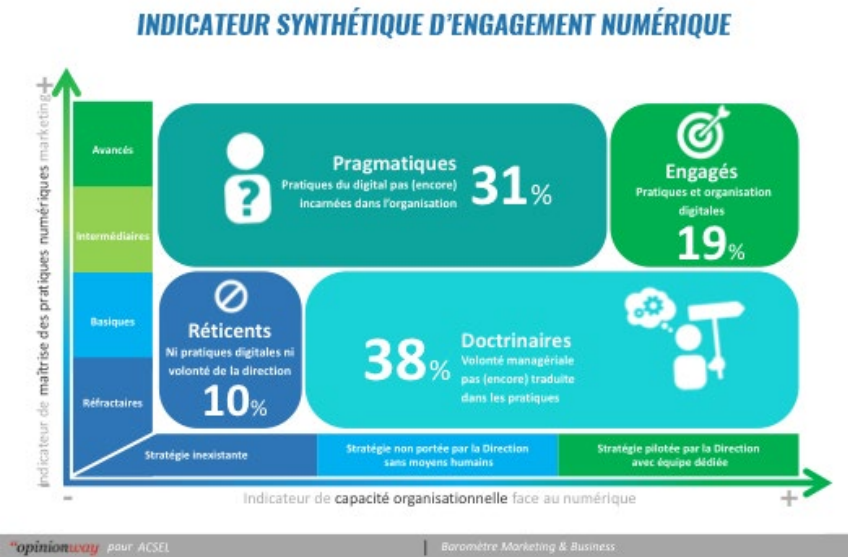 INDICATEUR SYNTHÉTIQUE D'ENGAGEMENT NUMÉRIQUE
+
Indicateur de maîtrise des pratiques numériques marketing
Avancés
Intermédiaires
Basiques
Réfractaires
?
Pragmatiques
Pratiques du digital pas (encore)
incarnées dans l'organisation
31%
Engagés
Pratiques et organisation
digitales
19%
Réticents
Ni pratiques digitales ni
volonté de la direction
10%
38%
Doctrinaires
Volonté managériale
pas (encore) traduite
dans les pratiques
Stratégie inexistante
Stratégie non portée par la Direction
sans moyens humains
Stratégie pilotée par la Direction
avec équipe dédiée
-
Indicateur de capacité organisationnelle face au numérique
+
"opinionway pour ACSEL
Baromètre Marketing & Business